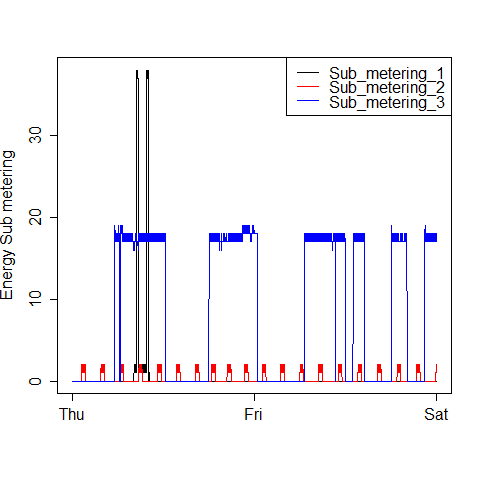 Sub_metering_1
Sub_metering_2
Sub_metering_3
Energy Sub metering
30
20
10
0
Thu Fri Sat